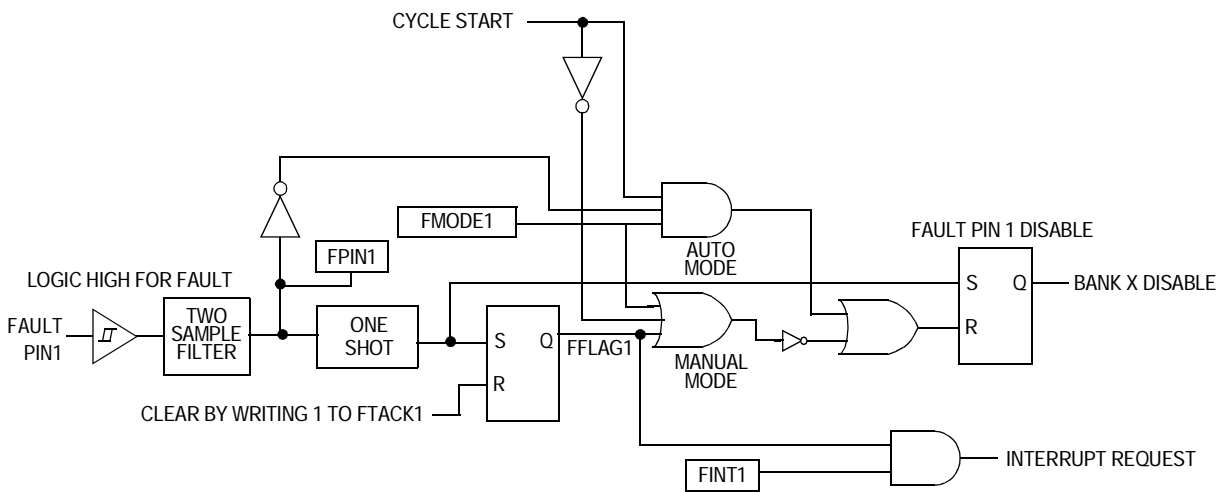 CYCLE START
FMODE1
AUTO
MODE
FAULT PIN 1 DISABLE
FPIN1
LOGIC HIGH FOR FAULT
S
Q
BANK X DISABLE
R
FAULT
PIN1
TWO
SAMPLE
FILTER
ONE
SHOT
S
Q
FFLAG1
R
MANUAL
MODE
CLEAR BY WRITING 1 TO FTACK1
FINT1
INTERRUPT REQUEST